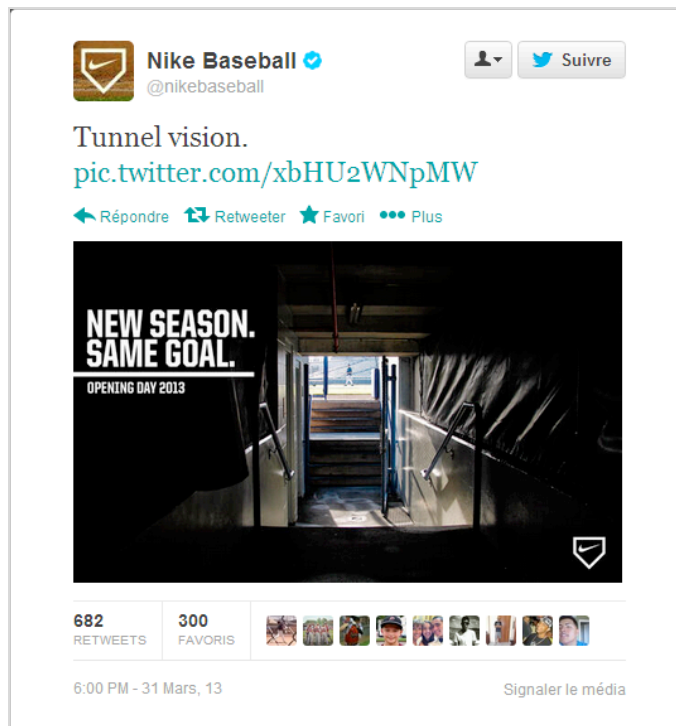 Nike Baseball
Suivre
@nikebaseball
Tunnel vision.
pic.twitter.com/xbHU2WNpMW
Répondre Retweeter Favori Plus
NEW SEASON.
SAME GOAL.
OPENING DAY 2013
682 300
RETWEETS FAVORIS
6:00 PM - 31 Mars, 13 Signaler le média